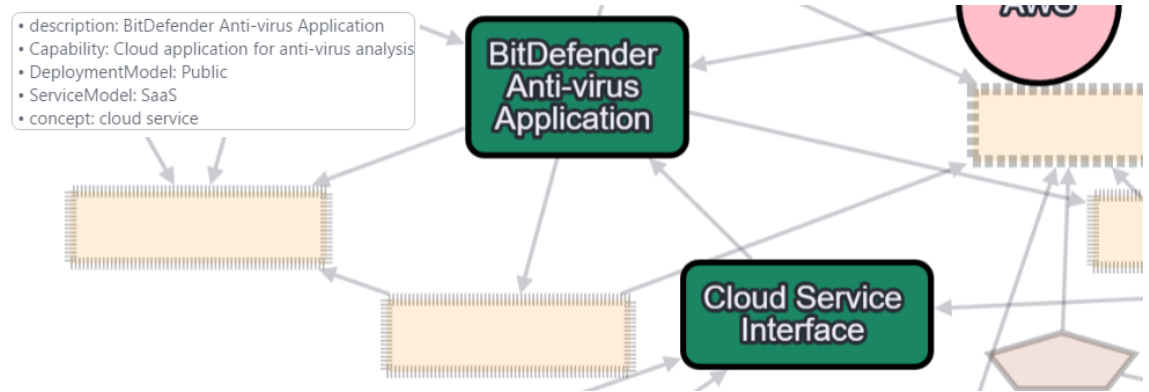 • description: BitDefender Anti-virus Application
• Capability: Cloud application for anti-virus analysis
• DeploymentModel: Public
• ServiceModel: SaaS
• concept: cloud service
AWS
BitDefender
Anti-virus
Application
Cloud Service
Interface